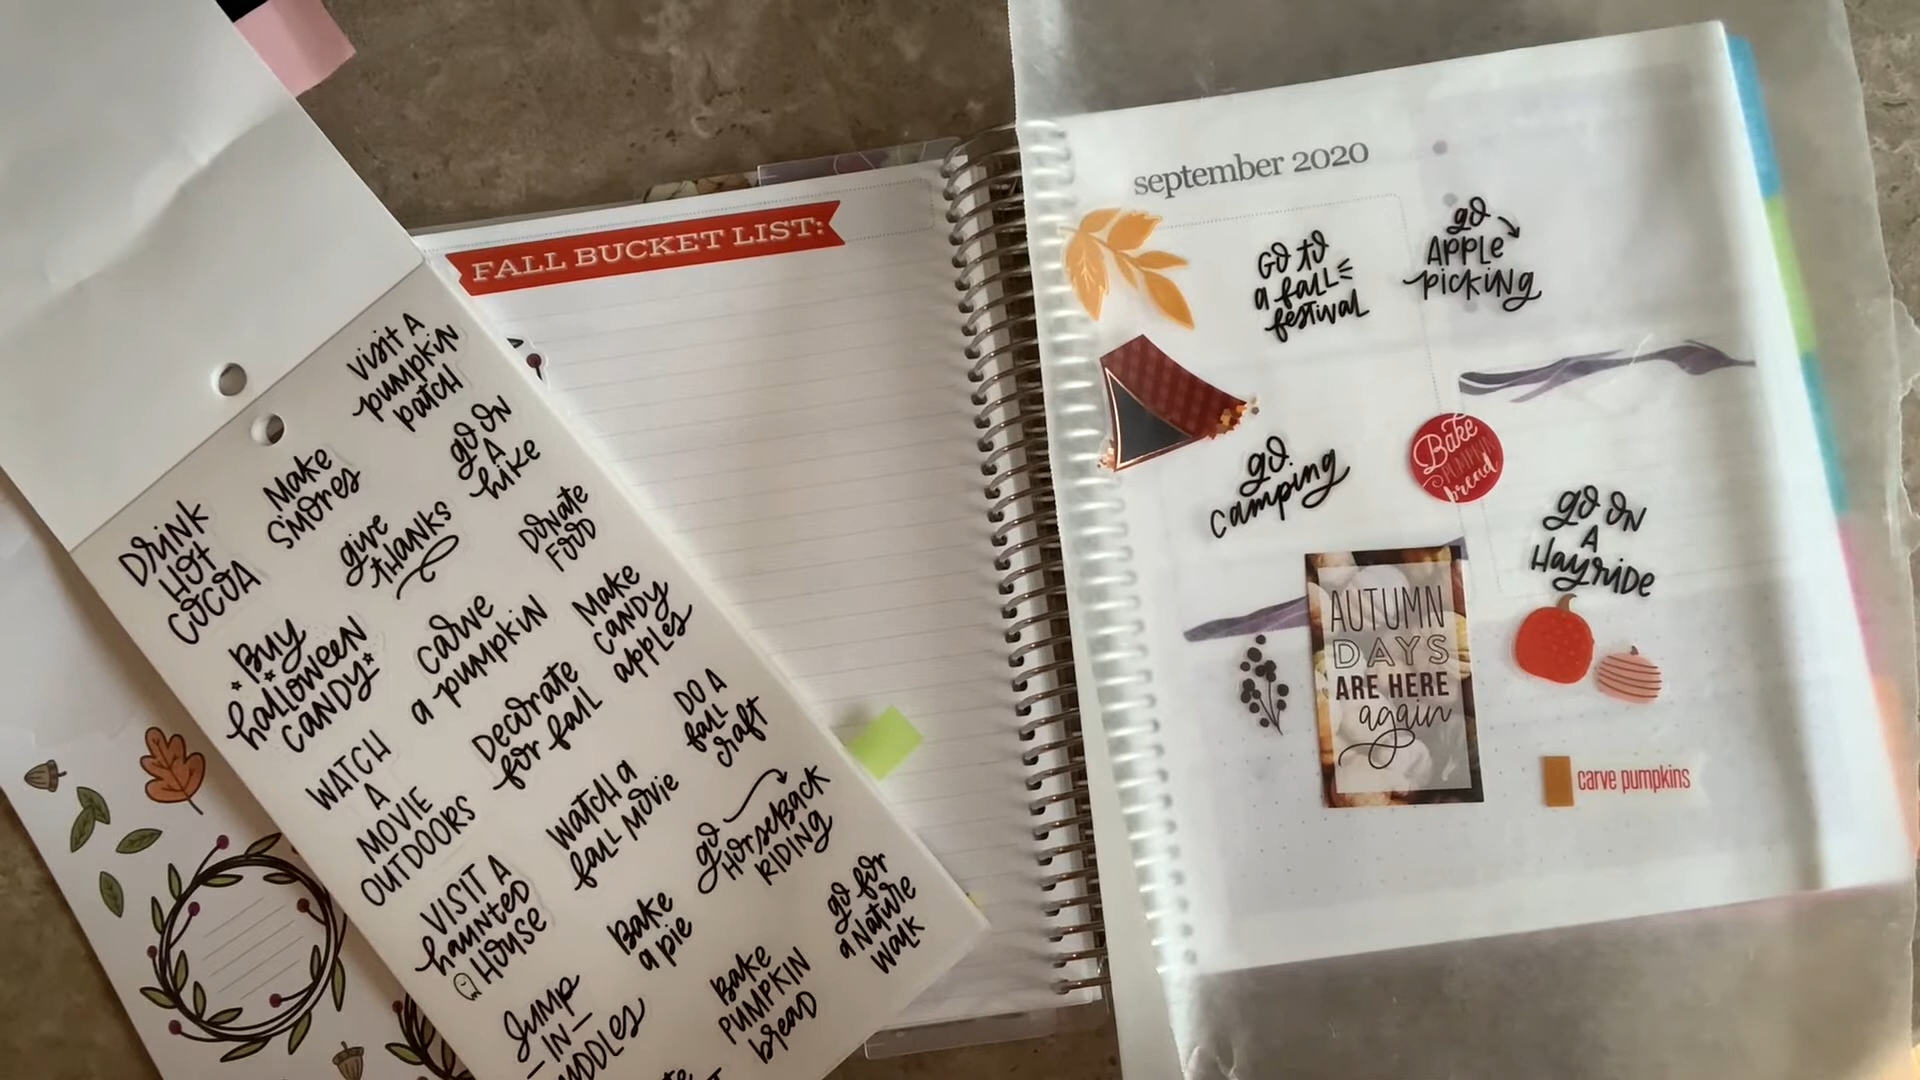 FALL BUCKET LIST:
visit A
pumpkin
patch
Make
S'mores
go on
A
hike
Drink
Hot
Cocoa
give
THANKS
Donate
Food
Buy
halloween
CANDY
carve
a pumpkin
Make
CANDY
apples
WATCH
A
MOVIE
OUTDOORS
Decorate
for fall
DO A
fall
craft
WATCH a
fall Movie
go
Horseback
RIDING
VISIT A
haunted
House
Bake
a pie
go for
a Nature
WALK
Jump
-IN-
Bake
PUMPKIN
bread
september 2020
Go to
a fall
festival
go
APPLE
picking
go
camping
Bake
bread
go on
A
HayRide
AUTUMN
DAYS
ARE HERE
again
carve pumpkins